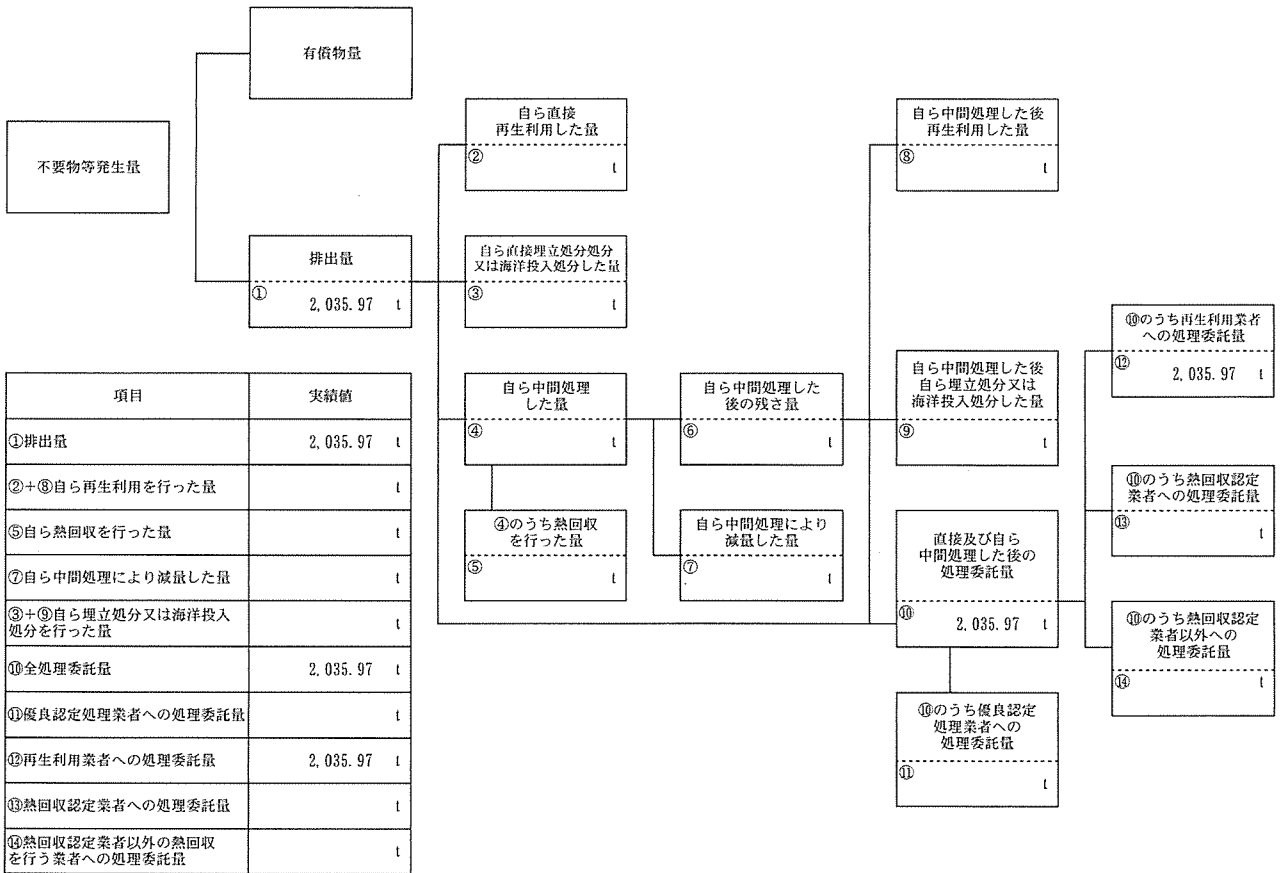 有償物量
不要物等発生量
排出量
① 2,035.97 t
自ら直接
再生利用した量
② t
自ら直接埋立処分処分
又は海洋投入処分した量
③ t
自ら中間処理
した量
④ t
④のうち熱回収
を行った量
⑤ t
自ら中間処理した
後の残さ量
⑥ t
自ら中間処理により
減量した量
⑦ t
自ら中間処理した後
再生利用した量
⑧ t
自ら中間処理した後
自ら埋立処分又は
海洋投入処分した量
⑨ t
直接及び自ら
中間処理した後の
処理委託量
⑩ 2,035.97 t
⑩のうち優良認定
処理業者への
処理委託量
⑪ t
⑩のうち再生利用業者
への処理委託量
⑫ 2,035.97 t
⑩のうち熱回収認定
業者への処理委託量
⑬ t
⑩のうち熱回収認定
業者以外への
処理委託量
⑭ t
項目 実績値
①排出量 2,035.97 t
②+⑧自ら再生利用を行った量 t
⑤自ら熱回収を行った量 t
⑦自ら中間処理により減量した量 t
③+⑨自ら埋立処分又は海洋投入
処分を行った量 t
⑩全処理委託量 2,035.97 t
⑪優良認定処理業者への処理委託量 t
⑫再生利用業者への処理委託量 2,035.97 t
⑬熱回収認定業者への処理委託量 t
⑭熱回収認定業者以外の熱回収
を行う業者への処理委託量 t